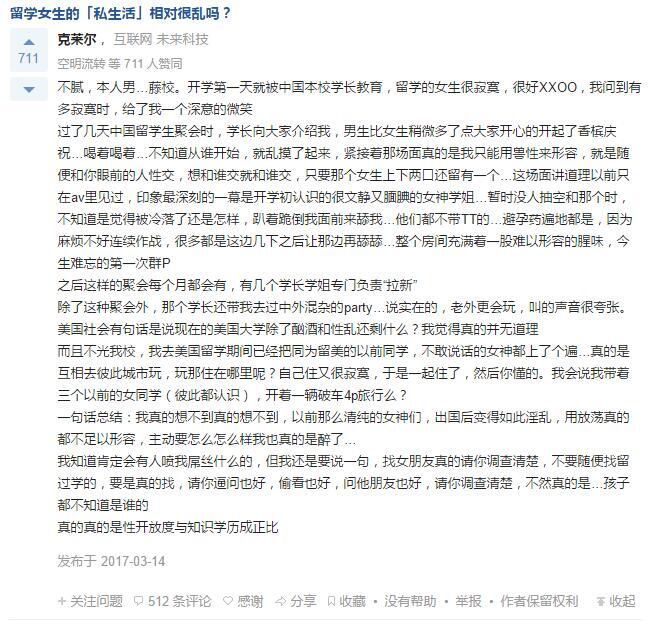 留学女生的「私生活」相对很乱吗？
711
克茉尔， 互联网 未来科技
空明流转 等 711 人赞同
不腻，本人男…藤校。开学第一天就被中国本校学长教育，留学的女生很寂寞，很好XXOO，我问到有
多寂寞时，给了我一个深意的微笑
过了几天中国留学生聚会时，学长向大家介绍我，男生比女生稍微多了点大家开心的开起了香槟庆
祝…喝着喝着…不知道从谁开始，就乱摸了起来，紧接着那场面真的是我只能用兽性来形容，就是随
便和你眼前的人性交，想和谁交就和谁交，只要那个女生上下两口还留有一个…这场面讲道理以前只
在av里见过，印象最深刻的一幕是开学初认识的很文静又腼腆的女神学姐…暂时没人抽空和那个时，
不知道是觉得被冷落了还是怎样，趴着跪倒我面前来舔我…他们都不带TT的…避孕药遍地都是，因为
麻烦不好连续作战，很多都是这边几下之后让那边再舔舔…整个房间充满着一股难以形容的腥味，今
生难忘的第一次群P
之后这样的聚会每个月都会有，有几个学长学姐专门负责“拉新”
除了这种聚会外，那个学长还带我去过中外混杂的party…说实在的，老外更会玩，叫的声音很夸张。
美国社会有句话是说现在的美国大学除了酗酒和性乱还剩什么？我觉得真的并无道理
而且不光我校，我去美国留学期间已经把同为留美的以前同学，不敢说话的女神都上了个遍…真的是
互相去彼此城市玩，玩那住在哪里呢？自己住又很寂寞，于是一起住了，然后你懂的。我会说我带着
三个以前的女同学（彼此都认识），开着一辆破车4p旅行么？
一句话总结：我真的想不到真的想不到，以前那么清纯的女神们，出国后变得如此淫乱，用放荡真的
都不足以形容，主动要怎么怎么样我也真的是醉了…
我知道肯定会有人喷我屌丝什么的，但我还是要说一句，找女朋友真的请你调查清楚，不要随便找留
过学的，要是真的找，请你逼问也好，偷看也好，问他朋友也好，请你调查清楚，不然真的是…孩子
都不知道是谁的
真的真的是性开放度与知识学历成正比
发布于 2017-03-14
+ 关注问题 512 条评论 感谢 分享 收藏 • 没有帮助 • 举报 • 作者保留权利 收起